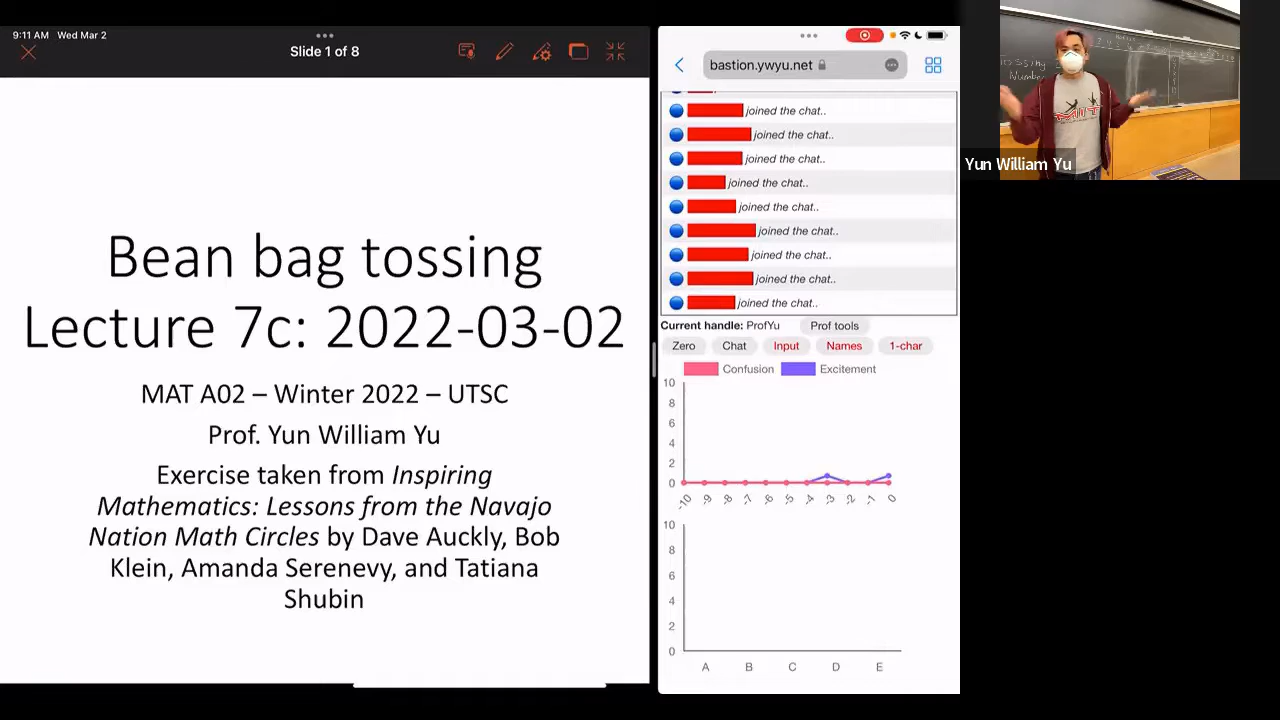 9:11 AM Wed Mar 2
Slide 1 of 8
Bean bag tossing
Lecture 7c: 2022-03-02
MAT A02 – Winter 2022 – UTSC
Prof. Yun William Yu
Exercise taken from Inspiring
Mathematics: Lessons from the Navajo
Nation Math Circles by Dave Auckly, Bob
Klein, Amanda Serenevy, and Tatiana
Shubin
bastion.ywyu.net
joined the chat..
joined the chat..
joined the chat..
joined the chat..
joined the chat..
joined the chat..
joined the chat..
joined the chat..
joined the chat..
Current handle: ProfYu Prof tools
Zero Chat Input Names 1-char
Confusion Excitement
10
8
6
4
2
0
-10 -9 -8 -7 -6 -5 -4 -3 -2 -1 0
10
8
6
4
2
0
A B C D E
Yun William Yu
Number